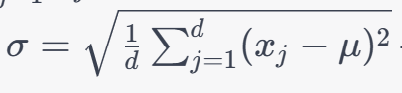 σ = √(1/d ∑_{j=1}^{d} (x_j − μ)²)